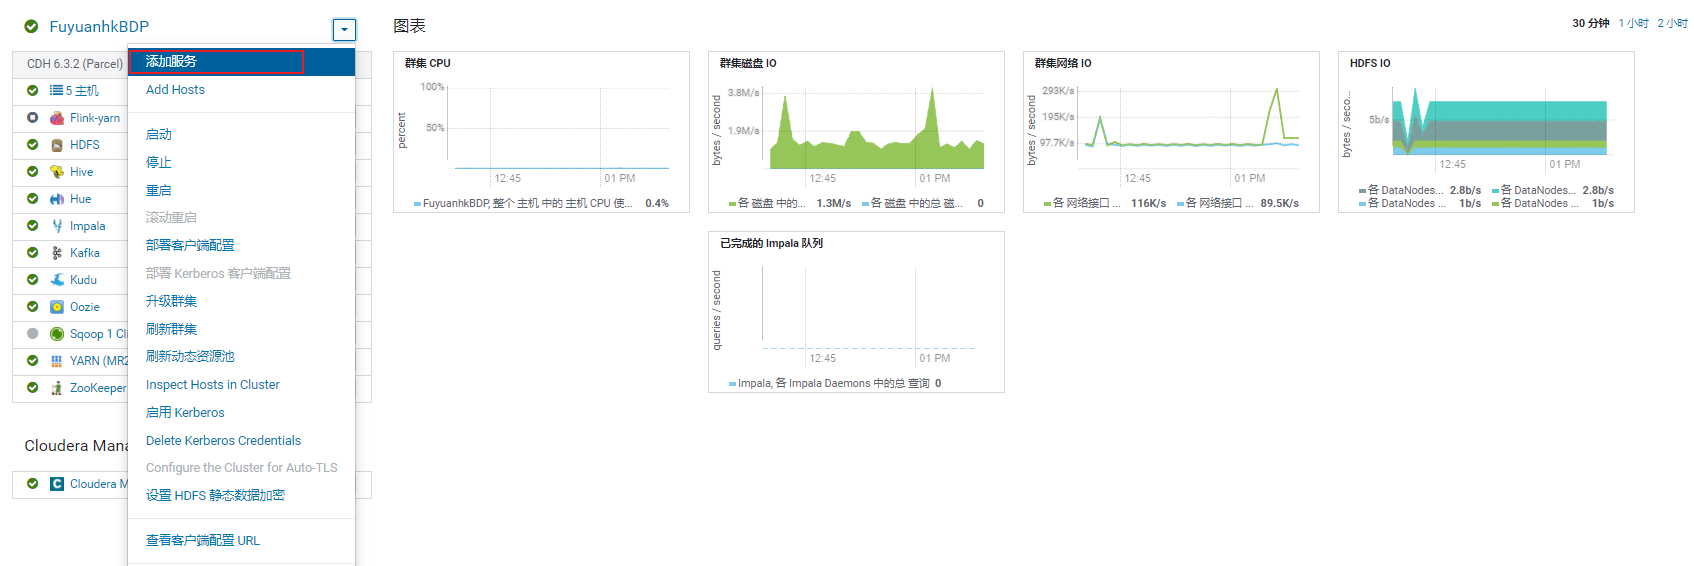 FuyuanhkBDP
CDH 6.3.2 (Parcel)
5 主机
Flink-yarn
HDFS
Hive
Hue
Impala
Kafka
Kudu
Oozie
Sqoop 1 Cli
YARN (MR2
ZooKeeper
Cloudera Mana
Cloudera M
添加服务
Add Hosts
启动
停止
重启
滚动重启
部署客户端配置
部署 Kerberos 客户端配置
升级群集
刷新群集
刷新动态资源池
Inspect Hosts in Cluster
启用 Kerberos
Delete Kerberos Credentials
Configure the Cluster for Auto-TLS
设置 HDFS 静态数据加密
查看客户端配置 URL
图表
30 分钟 1 小时 2 小时
群集 CPU
percent
100%
50%
12:45 01 PM
FuyuanhkBDP, 整个 主机 中的 主机 CPU 使... 0.4%
群集磁盘 IO
bytes / second
3.8M/s
1.9M/s
12:45 01 PM
各 磁盘 中的... 1.3M/s 各 磁盘 中的总 磁... 0
群集网络 IO
bytes / second
293K/s
195K/s
97.7K/s
12:45 01 PM
各 网络接口 ... 116K/s 各 网络接口 ... 89.5K/s
HDFS IO
bytes / seco...
5b/s
12:45 01 PM
各 DataNodes... 2.8b/s 各 DataNodes... 2.8b/s
各 DataNodes ... 1b/s 各 DataNodes ... 1b/s
已完成的 Impala 队列
queries / second
12:45 01 PM
Impala, 各 Impala Daemons 中的总 查询 0